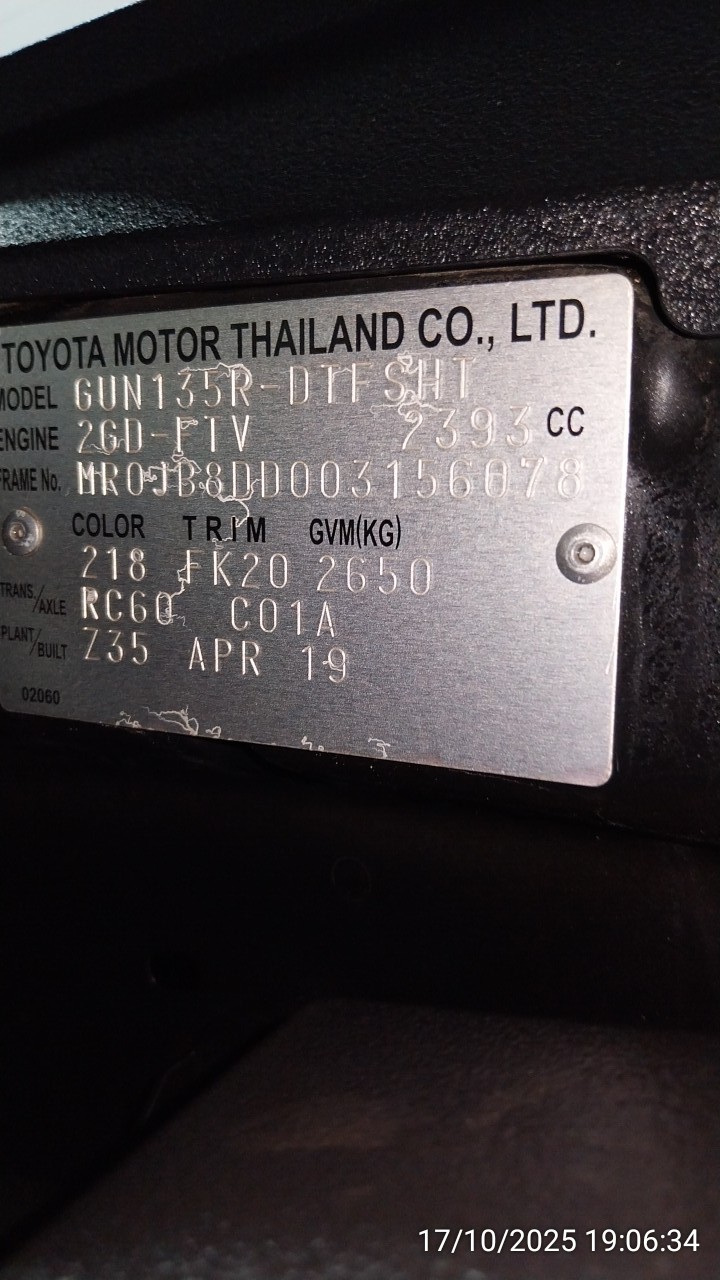 TOYOTA MOTOR THAILAND CO., LTD.
MODEL GUN135R-DTFSHT
ENGINE 2GD-FTV 2393 CC
FRAME No. MR0JB8DD003156078
COLOR TRIM GVM(KG)
218 FK20 2650
TRANS./AXLE RC60 C01A
PLANT/BUILT Z35 APR 19
02060
17/10/2025 19:06:34